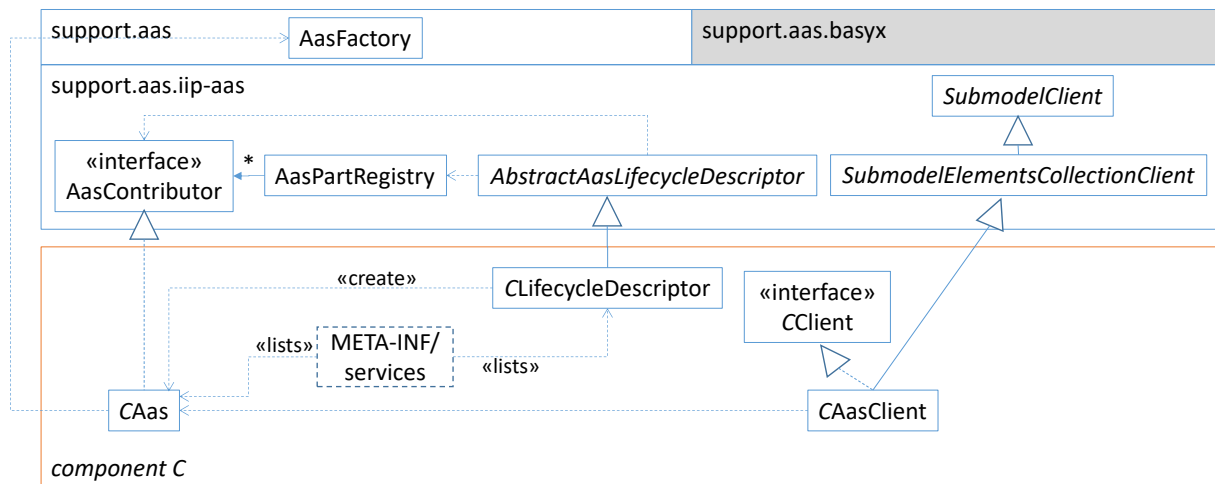 support.aas
AasFactory
support.aas.basyx
support.aas.iip-aas
SubmodelClient
«interface»
AasContributor
*
AasPartRegistry
AbstractAasLifecycleDescriptor
SubmodelElementsCollectionClient
«create»
CLifecycleDescriptor
«interface»
CClient
«lists»
META-INF/
services
«lists»
CAas
CAasClient
component C